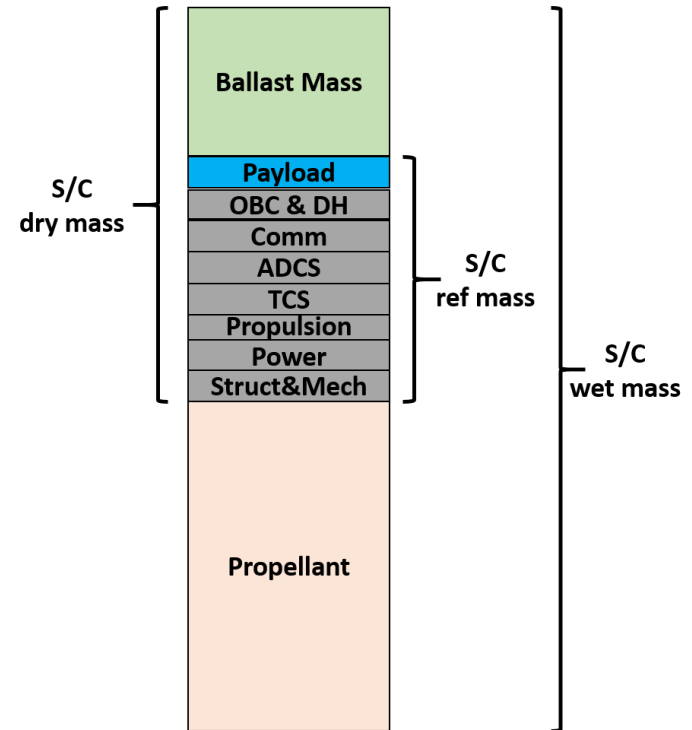 Ballast Mass
Payload
OBC & DH
Comm
ADCS
TCS
Propulsion
Power
Struct&Mech
Propellant
S/C
dry mass
S/C
ref mass
S/C
wet mass